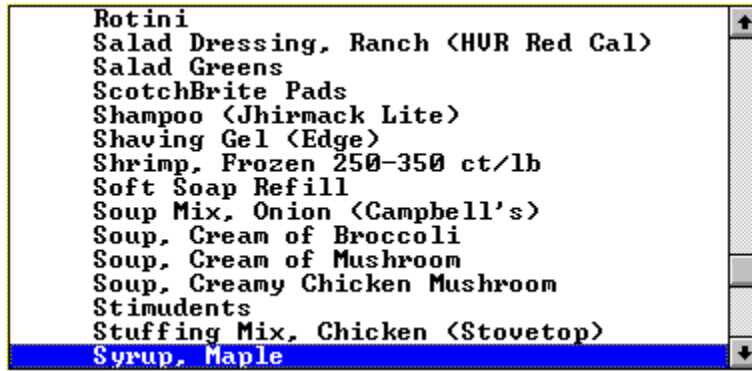 Rotini
Salad Dressing, Ranch (HVR Red Cal)
Salad Greens
ScotchBrite Pads
Shampoo (Jhirmack Lite)
Shaving Gel (Edge)
Shrimp, Frozen 250-350 ct/lb
Soft Soap Refill
Soup Mix, Onion (Campbell's)
Soup, Cream of Broccoli
Soup, Cream of Mushroom
Soup, Creamy Chicken Mushroom
Stimudents
Stuffing Mix, Chicken (Stovetop)
Syrup, Maple